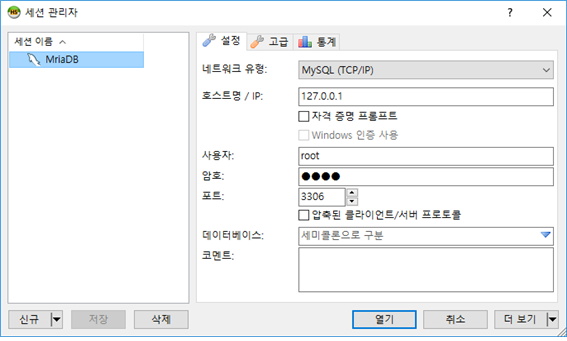 HS 세션 관리자
세션 이름
MriaDB
설정 고급 통계
네트워크 유형: MySQL (TCP/IP)
호스트명 / IP: 127.0.0.1
자격 증명 프롬프트
Windows 인증 사용
사용자: root
암호: ●●●●
포트: 3306
압축된 클라이언트/서버 프로토콜
데이터베이스: 세미콜론으로 구분
코멘트:
신규 저장 삭제 열기 취소 더 보기